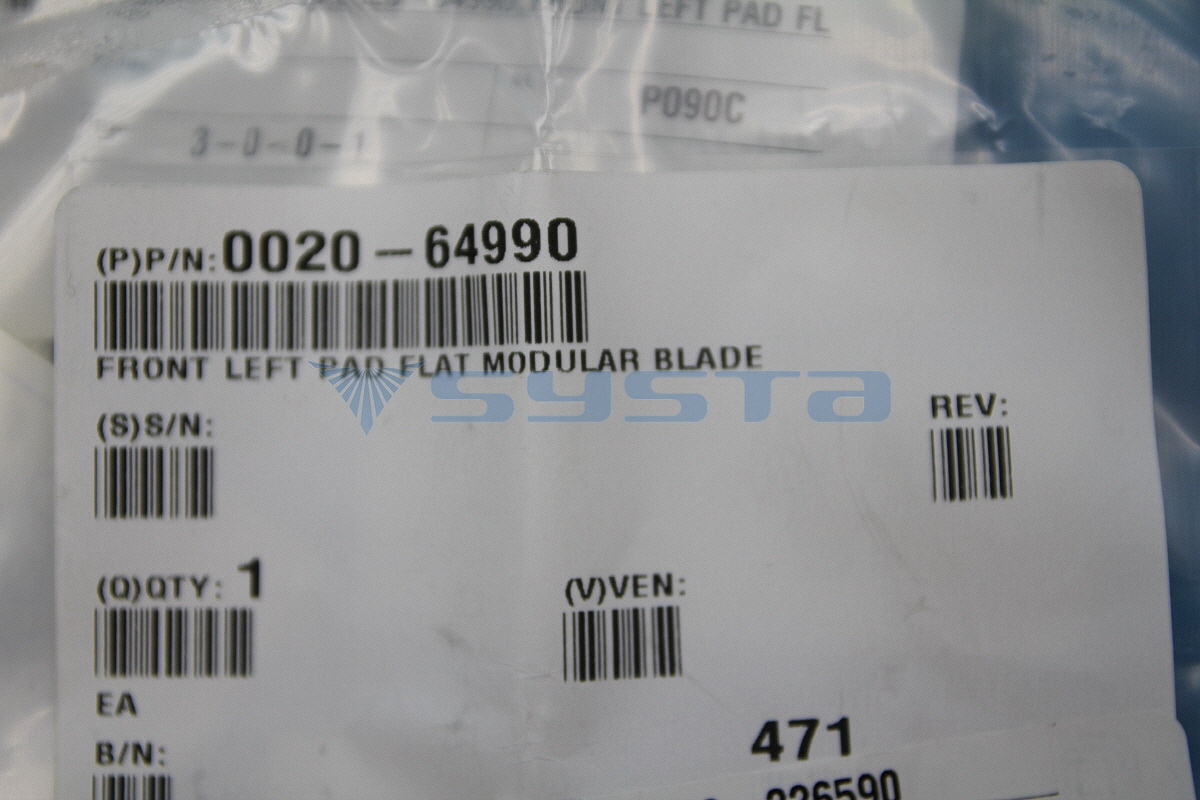 LEFT PAD FL
P090C
3-0-0-1
(P)P/N: 0020-64990
FRONT LEFT PAD FLAT MODULAR BLADE
systa
(S)S/N:
REV:
(Q)QTY: 1
(V)VEN:
EA
B/N:
471